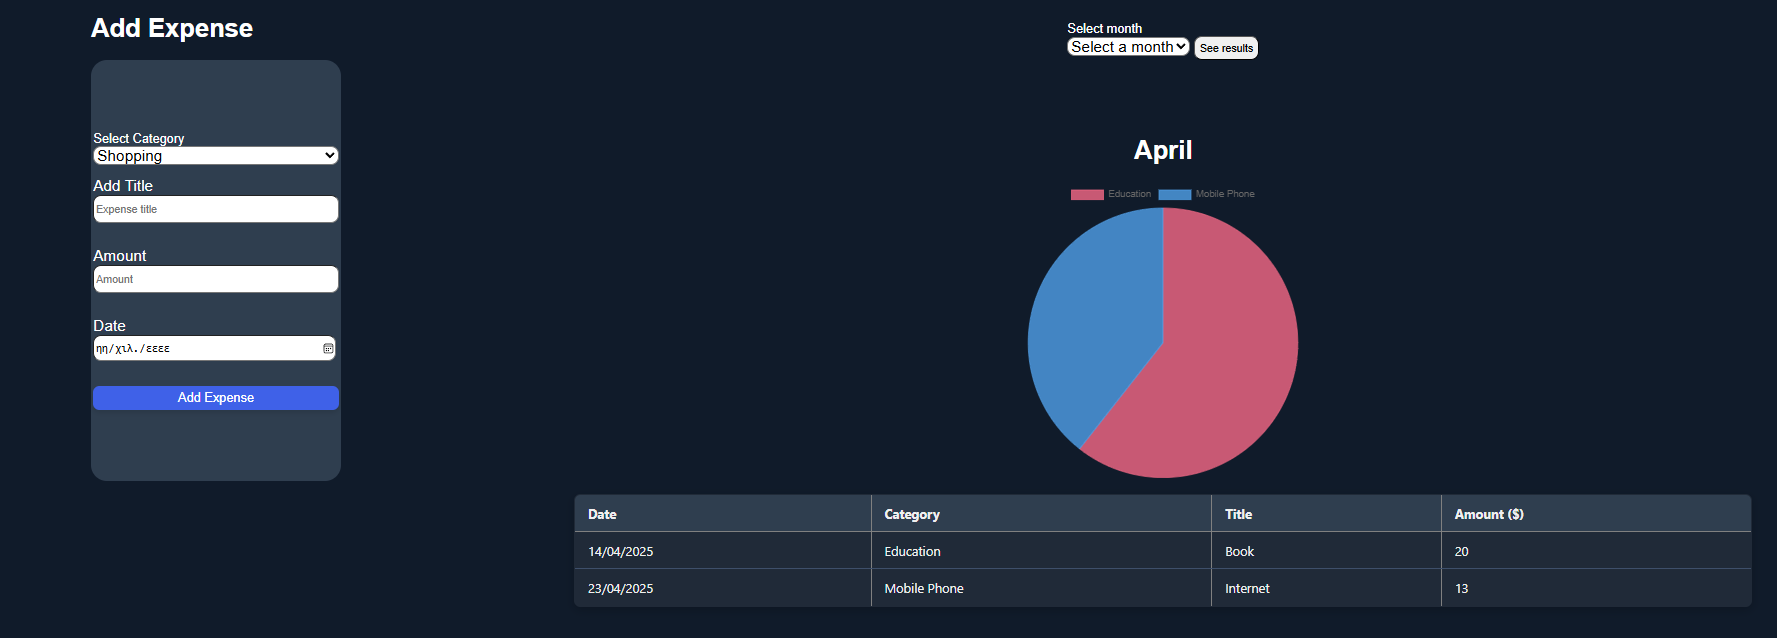 Add Expense
Select Category
Shopping
Add Title
Expense title
Amount
Amount
Date
ηη/χιλ./εεεε
Add Expense
Select month
Select a month See results
April
Education Mobile Phone
Date Category Title Amount ($)
14/04/2025 Education Book 20
23/04/2025 Mobile Phone Internet 13